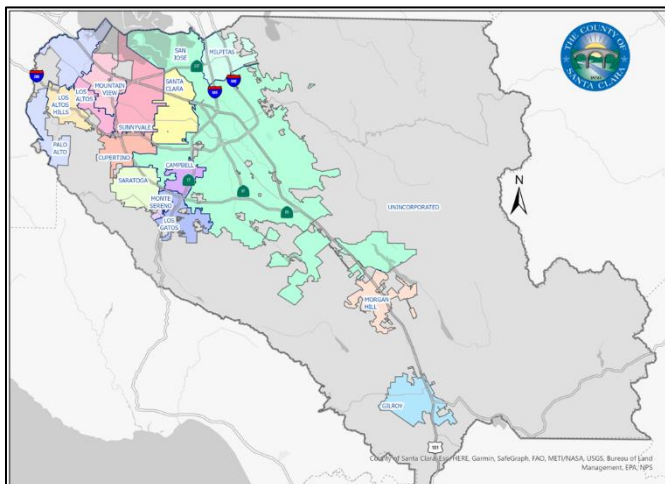 THE COUNTY OF
SANTA CLARA
SAN
JOSE
MILPITAS
MOUNTAIN
VIEW
SANTA
CLARA
LOS
ALTOS
LOS
ALTOS
HILLS
SUNNYVALE
PALO
ALTO
CUPERTINO
CAMPBELL
SARATOGA
MONTE
SERENO
LOS
GATOS
N
UNINCORPORATED
MORGAN
HILL
GILROY
101
County of Santa Clara, Esri, HERE, Garmin, SafeGraph, FAO, METI/NASA, USGS, Bureau of Land
Management, EPA, NPS